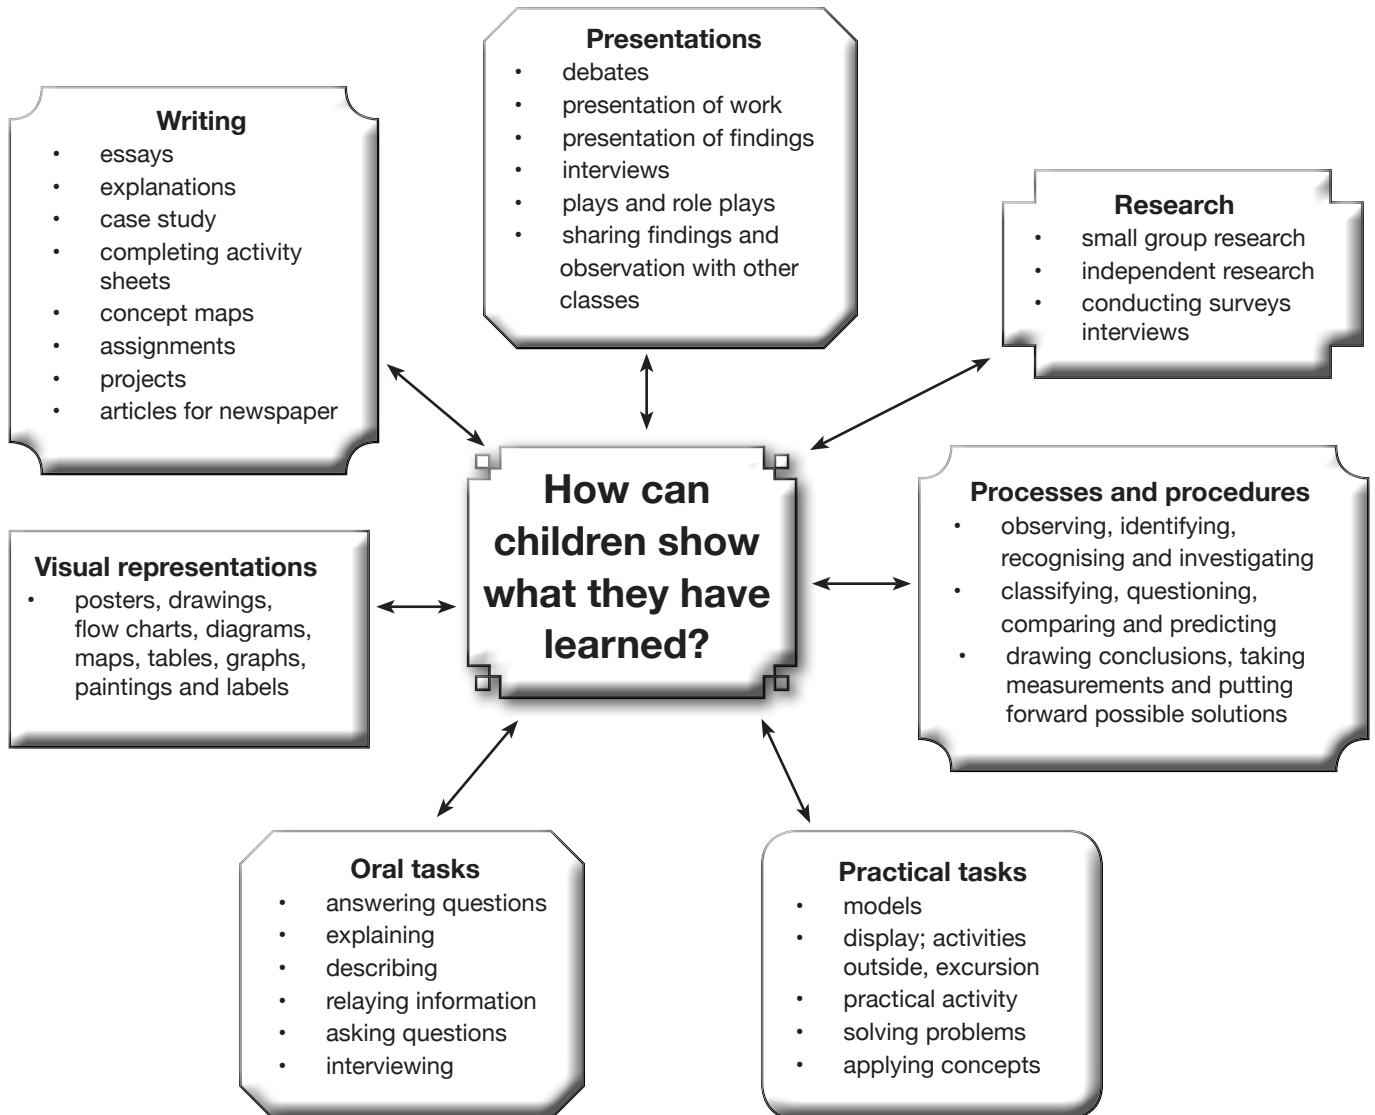 Presentations
• debates
• presentation of work
• presentation of findings
• interviews
• plays and role plays
• sharing findings and
observation with other
classes
Writing
• essays
• explanations
• case study
• completing activity
sheets
• concept maps
• assignments
• projects
• articles for newspaper
Research
• small group research
• independent research
• conducting surveys
interviews
How can
children show
what they have
learned?
Processes and procedures
• observing, identifying,
recognising and investigating
• classifying, questioning,
comparing and predicting
• drawing conclusions, taking
measurements and putting
forward possible solutions
Visual representations
• posters, drawings,
flow charts, diagrams,
maps, tables, graphs,
paintings and labels
Oral tasks
• answering questions
• explaining
• describing
• relaying information
• asking questions
• interviewing
Practical tasks
• models
• display; activities
outside, excursion
• practical activity
• solving problems
• applying concepts